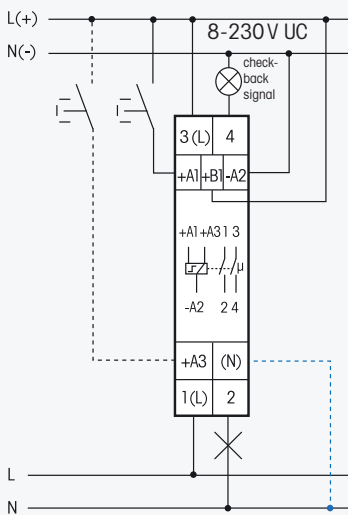 L(+)
8-230V UC
N(-)
check-
back
signal
3(L) 4
+A1 +B1 -A2
+A1 +A3 1 3
µ
-A2 2 4
+A3 (N)
1(L) 2
L
N